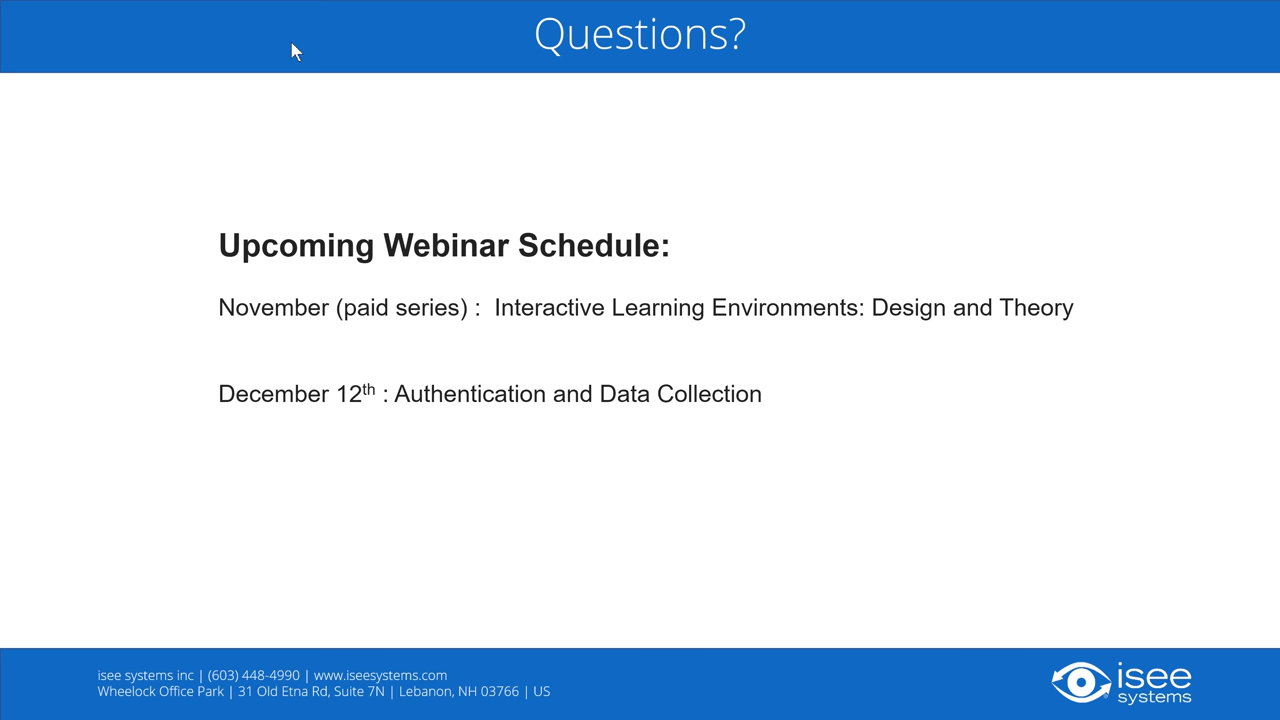 Questions?
Upcoming Webinar Schedule:
November (paid series) :  Interactive Learning Environments: Design and Theory
December 12th : Authentication and Data Collection
isee systems inc | (603) 448-4990 | www.iseesystems.com
Wheelock Office Park | 31 Old Etna Rd, Suite 7N | Lebanon, NH 03766 | US
isee
systems